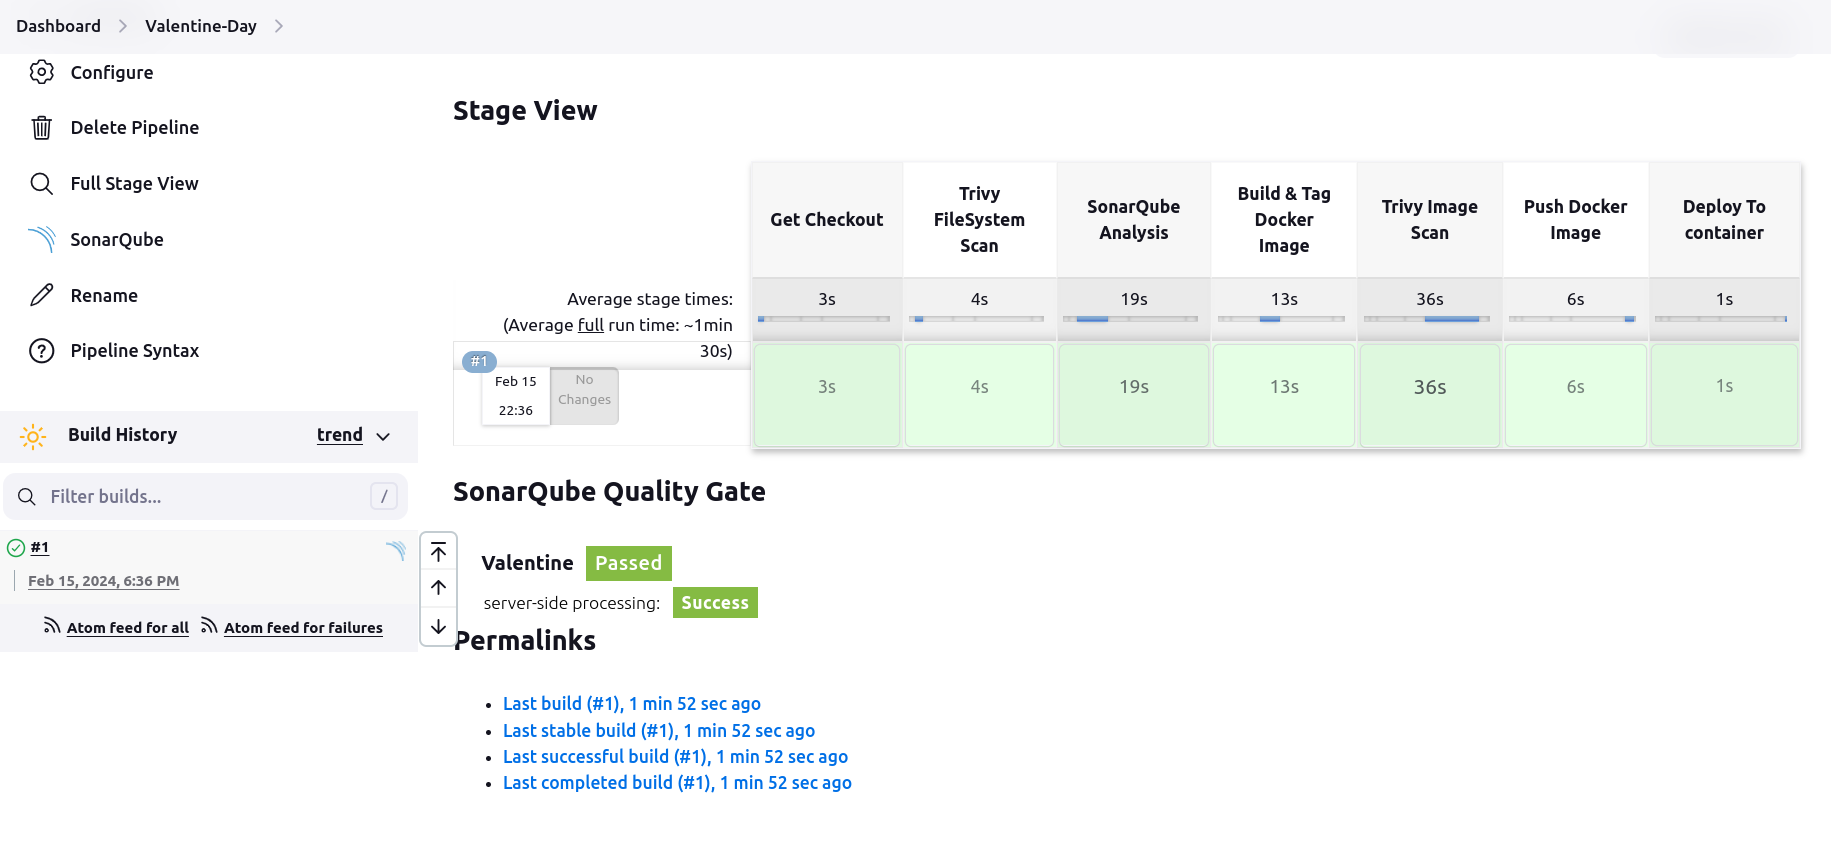 Dashboard
Valentine-Day
Configure
Delete Pipeline
Full Stage View
SonarQube
Rename
Pipeline Syntax
Build History
trend
Filter builds...
/
#1
Feb 15, 2024, 6:36 PM
Atom feed for all
Atom feed for failures
Stage View
Get Checkout
Trivy
FileSystem
Scan
SonarQube
Analysis
Build & Tag
Docker
Image
Trivy Image
Scan
Push Docker
Image
Deploy To
container
Average stage times:
(Average full run time: ~1min
30s)
3s
4s
19s
13s
36s
6s
1s
#1
Feb 15
22:36
No
Changes
3s
4s
19s
13s
36s
6s
1s
SonarQube Quality Gate
Valentine Passed
server-side processing: Success
Permalinks
Last build (#1), 1 min 52 sec ago
Last stable build (#1), 1 min 52 sec ago
Last successful build (#1), 1 min 52 sec ago
Last completed build (#1), 1 min 52 sec ago